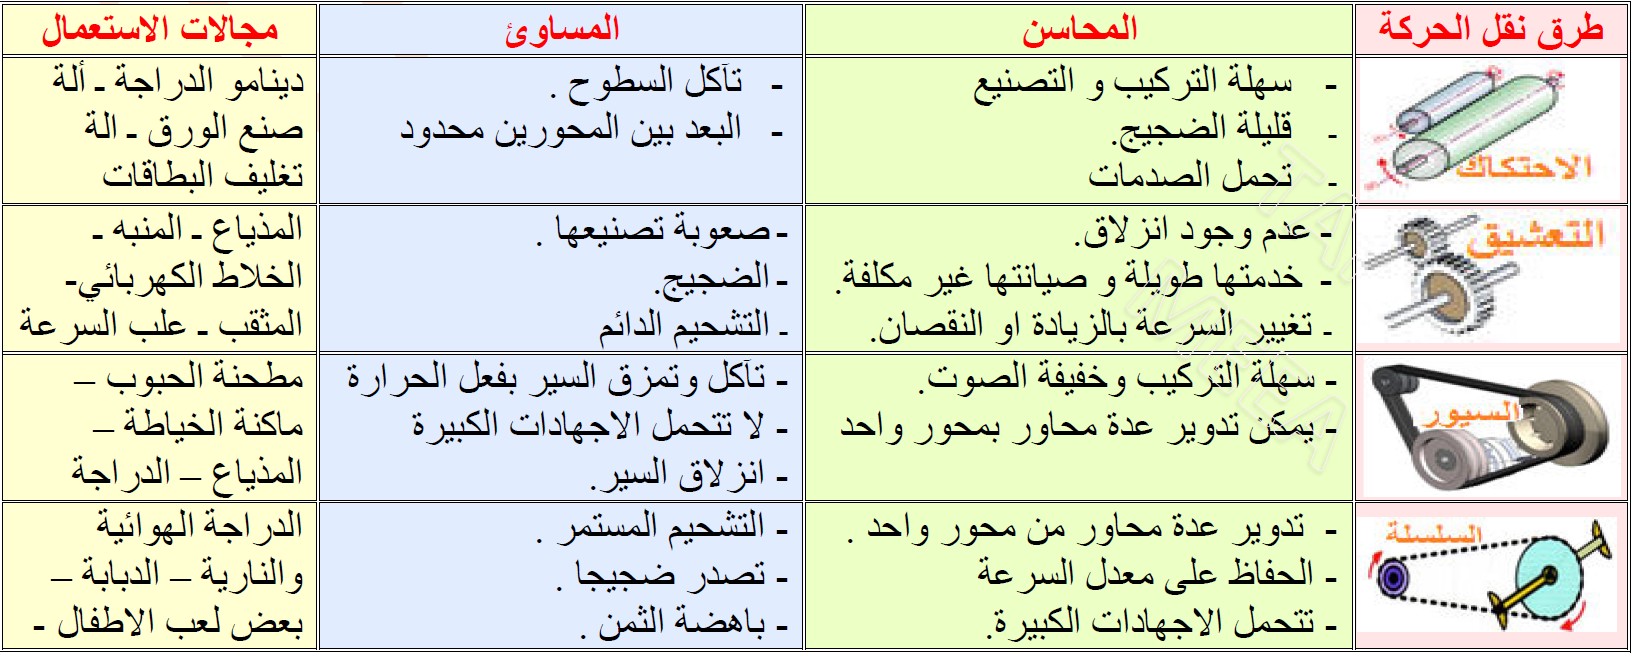 طرق نقل الحركة
المحاسن
المساوئ
مجالات الاستعمال
الاحتكاك
- سهلة التركيب و التصنيع
- قليلة الضجيج.
- تحمل الصدمات
- تآكل السطوح .
- البعد بين المحورين محدود
دينامو الدراجة ـ ألة
صنع الورق ـ الة
تغليف البطاقات
التعشيق
- عدم وجود انزلاق.
- خدمتها طويلة و صيانتها غير مكلفة.
- تغيير السرعة بالزيادة او النقصان.
- صعوبة تصنيعها .
- الضجيج.
- التشحيم الدائم
المذياع ـ المنبه ـ
الخلاط الكهربائي-
المثقب ـ علب السرعة
السيور
- سهلة التركيب وخفيفة الصوت.
- يمكن تدوير عدة محاور بمحور واحد
- تآكل وتمزق السير بفعل الحرارة
- لا تتحمل الاجهادات الكبيرة
- انزلاق السير.
مطحنة الحبوب –
ماكنة الخياطة –
المذياع – الدراجة
السلسلة
- تدوير عدة محاور من محور واحد .
- الحفاظ على معدل السرعة
- تتحمل الاجهادات الكبيرة.
- التشحيم المستمر .
- تصدر ضجيجا .
- باهضة الثمن .
الدراجة الهوائية
والنارية – الدبابة –
بعض لعب الاطفال -